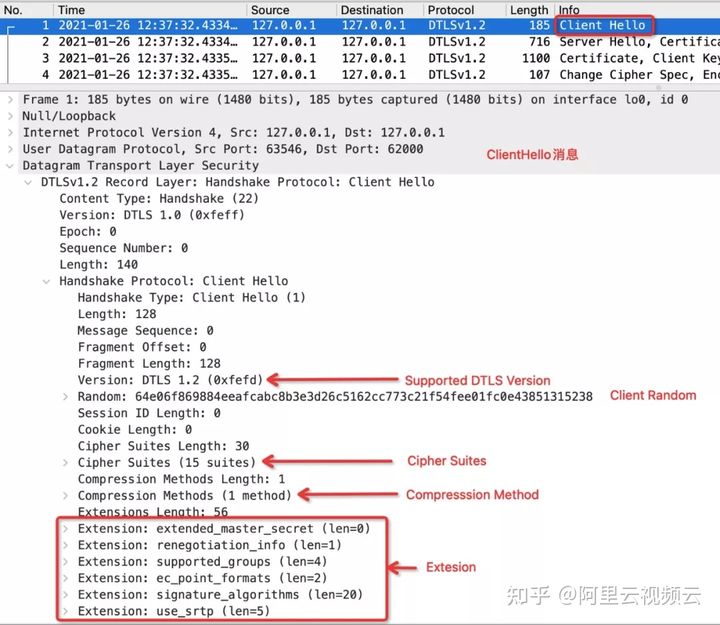 No. Time Source Destination Protocol Length Info
1 2021-01-26 12:37:32.4334… 127.0.0.1 127.0.0.1 DTLSv1.2 185 Client Hello
2 2021-01-26 12:37:32.4334… 127.0.0.1 127.0.0.1 DTLSv1.2 716 Server Hello, Certifica
3 2021-01-26 12:37:32.4335… 127.0.0.1 127.0.0.1 DTLSv1.2 1100 Certificate, Client Key
4 2021-01-26 12:37:32.4335… 127.0.0.1 127.0.0.1 DTLSv1.2 107 Change Cipher Spec, Enc
Frame 1: 185 bytes on wire (1480 bits), 185 bytes captured (1480 bits) on interface lo0, id 0
Null/Loopback
Internet Protocol Version 4, Src: 127.0.0.1, Dst: 127.0.0.1
User Datagram Protocol, Src Port: 63546, Dst Port: 62000
ClientHello消息
Datagram Transport Layer Security
DTLSv1.2 Record Layer: Handshake Protocol: Client Hello
Content Type: Handshake (22)
Version: DTLS 1.0 (0xfeff)
Epoch: 0
Sequence Number: 0
Length: 140
Handshake Protocol: Client Hello
Handshake Type: Client Hello (1)
Length: 128
Message Sequence: 0
Fragment Offset: 0
Fragment Length: 128
Version: DTLS 1.2 (0xfefd) Supported DTLS Version
Random: 64e06f869884eeafcabc8b3e3d26c5162cc773c21f54fee01fc0e43851315238 Client Random
Session ID Length: 0
Cookie Length: 0
Cipher Suites Length: 30
Cipher Suites (15 suites) Cipher Suites
Compression Methods Length: 1
Compression Methods (1 method) Compresssion Method
Extensions Length: 56
Extension: extended_master_secret (len=0)
Extension: renegotiation_info (len=1)
Extension: supported_groups (len=4)
Extension: ec_point_formats (len=2) Extesion
Extension: signature_algorithms (len=20)
Extension: use_srtp (len=5)
知乎 @阿里云视频云